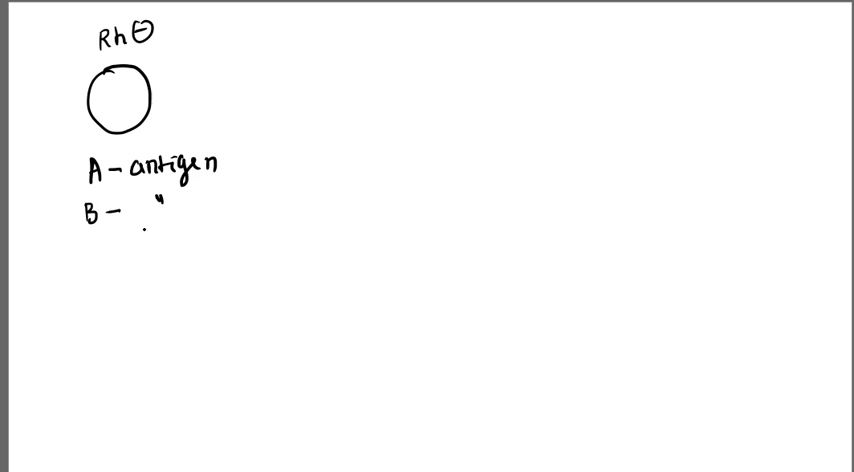 Rh⊖
A - antigen
B - "